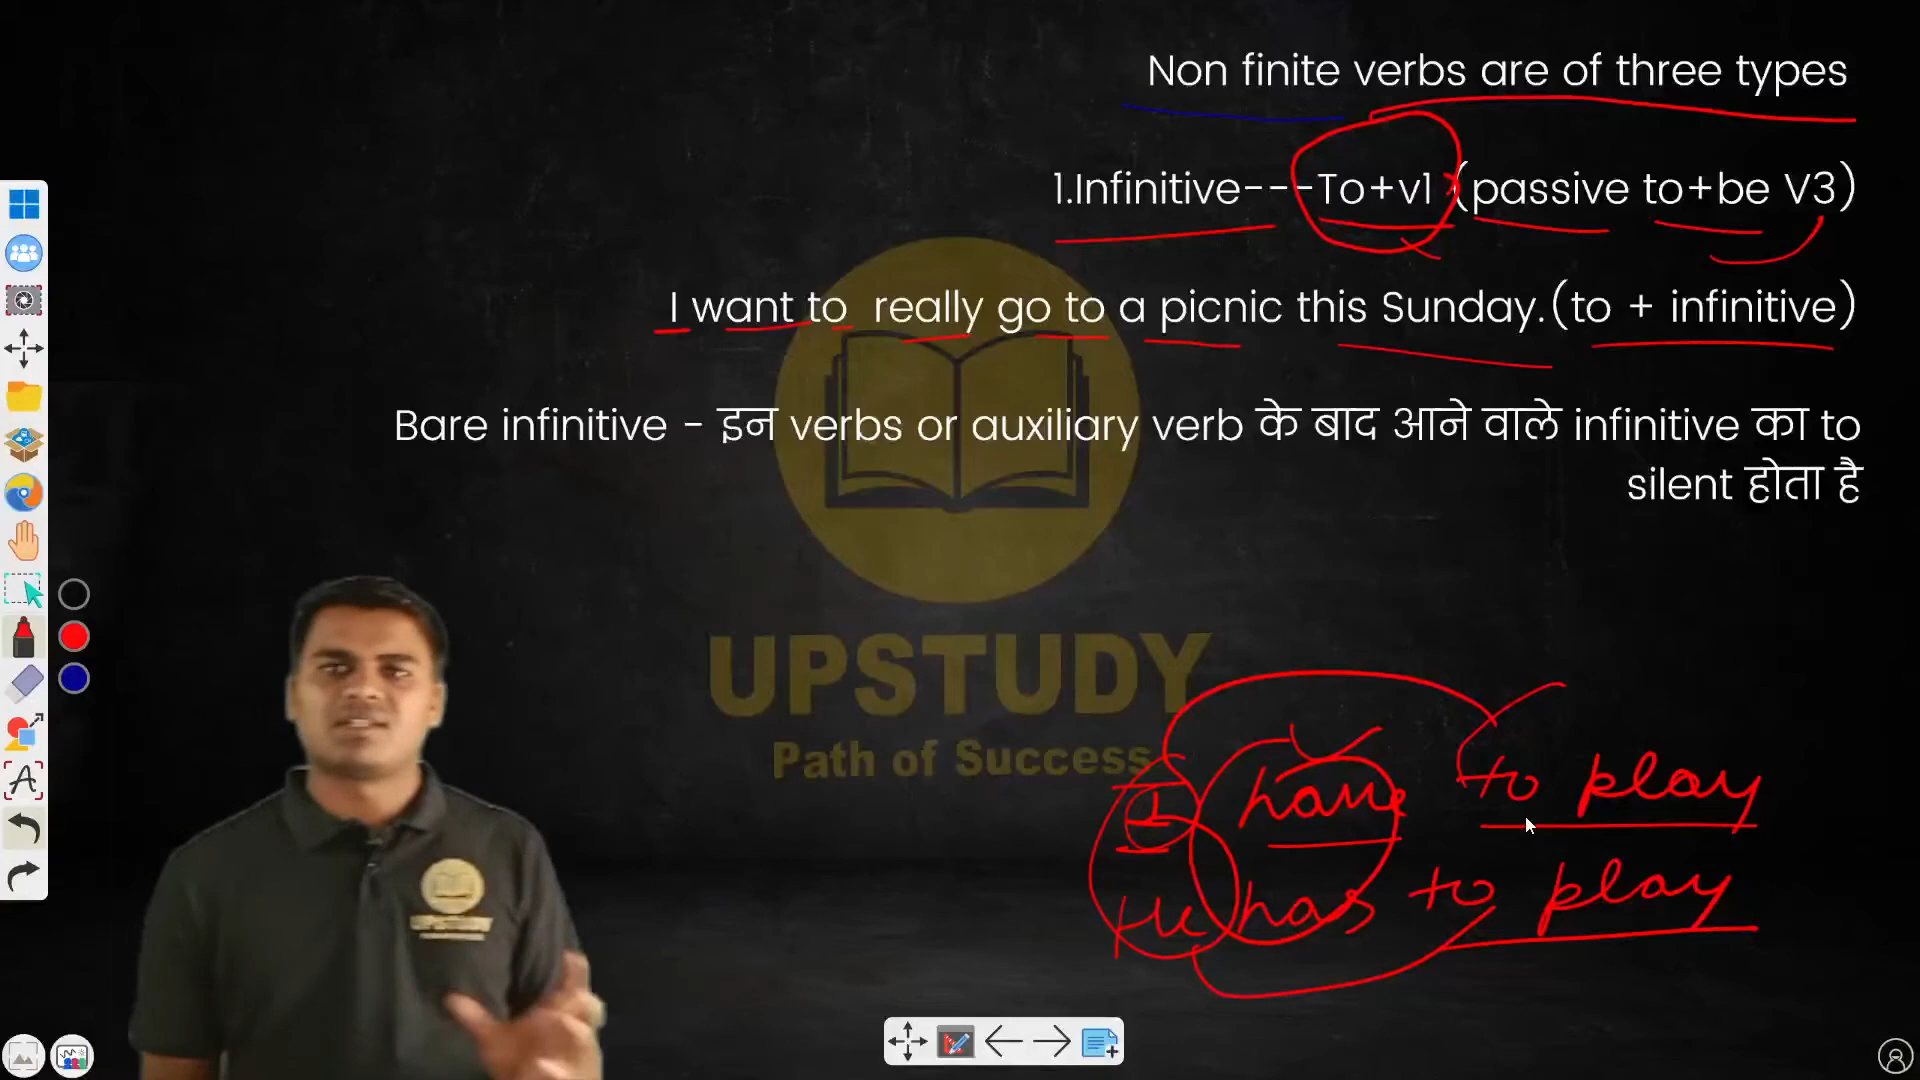 Non finite verbs are of three types
1.Infinitive---To+v1 (passive to+be V3)
I want to really go to a picnic this Sunday.(to + infinitive)
Bare infinitive - इन verbs or auxiliary verb के बाद आने वाले infinitive का to
silent होता है
UPSTUDY
Path of Success
I have to play
He has to play
UPSTUDY